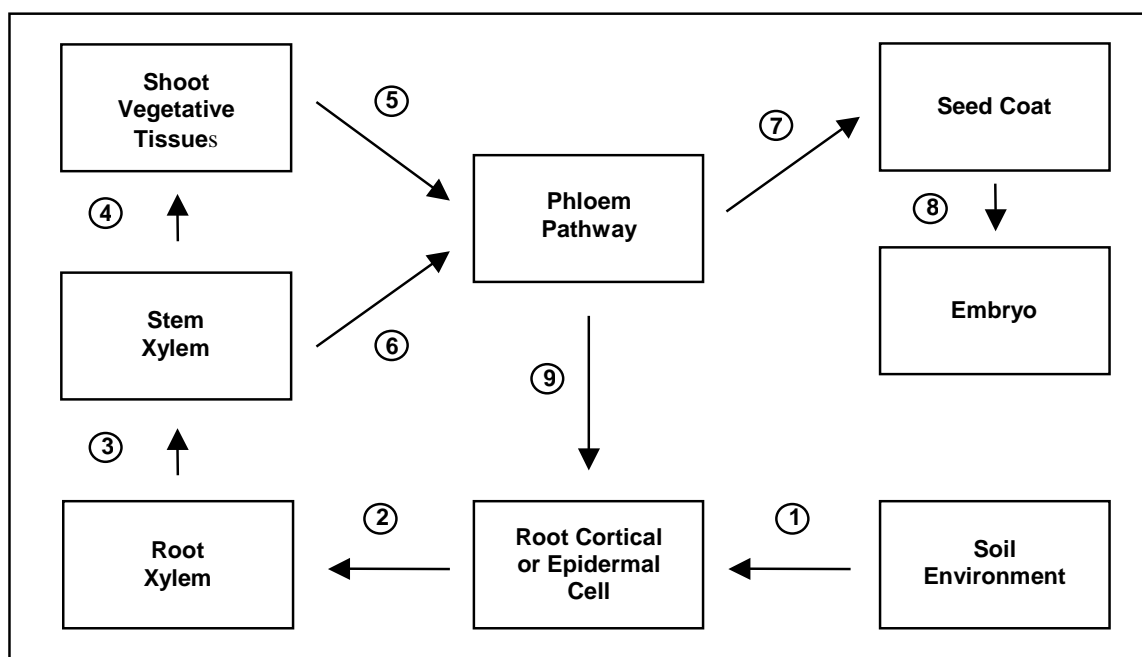 Shoot
Vegetative
Tissues
5
7
Seed Coat
Phloem
Pathway
4
8
Stem
Xylem
6
Embryo
9
3
Root
Xylem
2
Root Cortical
or Epidermal
Cell
1
Soil
Environment